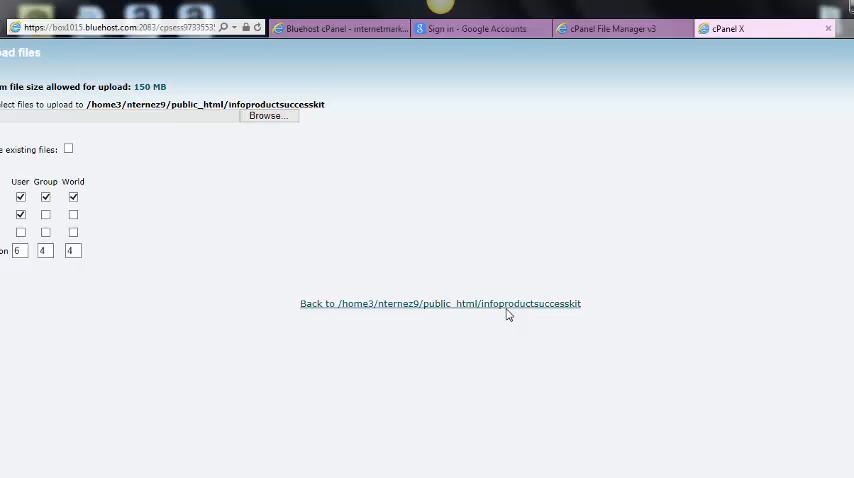 https://box1015.bluehost.com:2083/cpsess9733553
Bluehost cPanel - internetmark...
Sign in - Google Accounts
cPanel File Manager v3
cPanel X
oad files
m file size allowed for upload: 150 MB
elect files to upload to /home3/nternez9/public_html/infoproductsuccesskit
Browse...
e existing files:
User Group World
on 6 4 4
Back to /home3/nternez9/public_html/infoproductsuccesskit